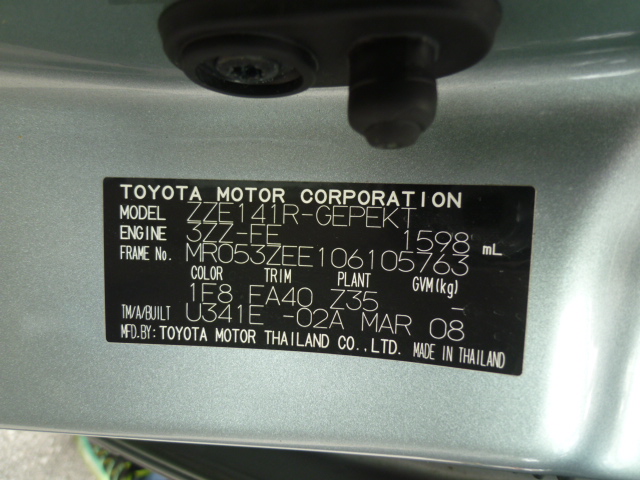 TOYOTA MOTOR CORPORATION
MODEL ZZE141R-GEPEKT
ENGINE 3ZZ-FE 1598 mL
FRAME No. MR053ZEE106105763
COLOR TRIM PLANT GVM(kg)
1E8 EA40 Z35 -
TM/A/BUILT U341E -02A MAR 08
MFD.BY: TOYOTA MOTOR THAILAND CO.,LTD. MADE IN THAILAND